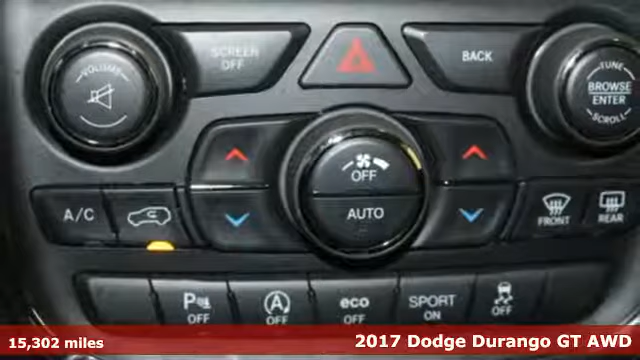 VOLUME
SCREEN
OFF
BACK
TUNE
BROWSE
ENTER
SCROLL
OFF
AUTO
A/C
FRONT
REAR
P OFF
A OFF
eco OFF
SPORT ON
OFF
15,302 miles
2017 Dodge Durango GT AWD